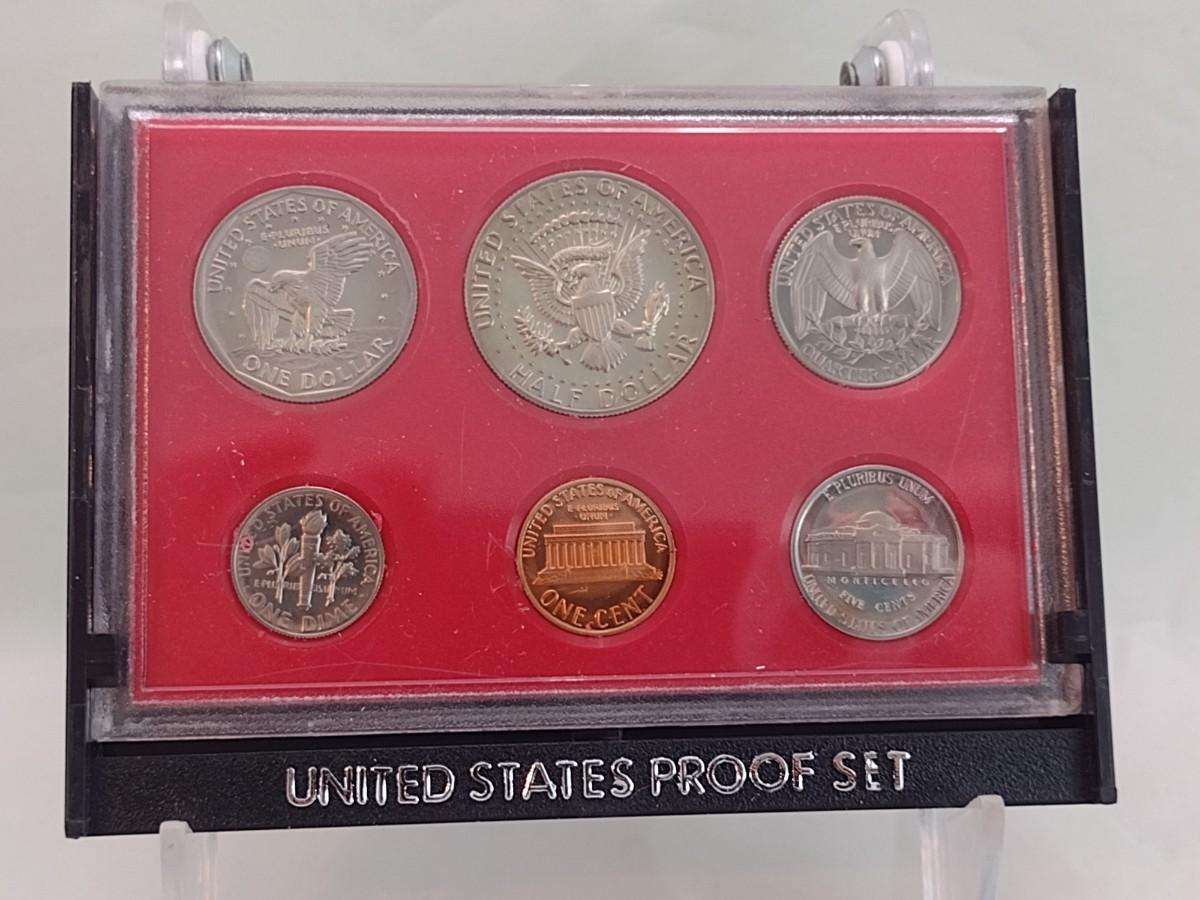 UNITED STATES OF AMERICA
E·PLURIBUS
·UNUM·
ONE DOLLAR
UNITED STATES OF AMERICA
HALF DOLLAR
UNITED STATES OF AMERICA
E·PLURIBUS·
UNUM
QUARTER DOLLAR
UNITED STATES OF AMERICA
E·PLURIBUS UNUM
ONE DIME
UNITED STATES OF AMERICA
E·PLURIBUS
·UNUM·
ONE CENT
E PLURIBUS UNUM
MONTICELLO
FIVE CENTS
UNITED STATES OF AMERICA
UNITED STATES PROOF SET